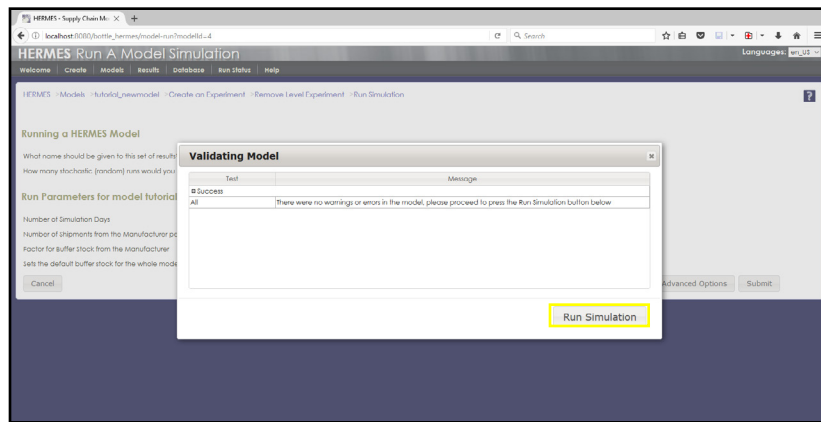 HERMES - Supply Chain Mo
localhost:8080/bottle_hermes/model-run?modelId=4
Search
HERMES Run A Model Simulation
Languages: en_US
Welcome Create Models Results Database Run Status Help
HERMES >Models >tutorial_newmodel >Create an Experiment >Remove Level Experiment >Run Simulation
?
Running a HERMES Model
What name should be given to this set of results
How many stochastic (random) runs would you
Run Parameters for model tutorial
Number of Simulation Days
Number of Shipments from the Manufacturer pe
Factor for Buffer Stock from the Manufacturer
Sets the default buffer stock for the whole mode
Cancel
Advanced Options
Submit
Validating Model
Test Message
Success
All There were no warnings or errors in the model, please proceed to press the Run Simulation button below
Run Simulation